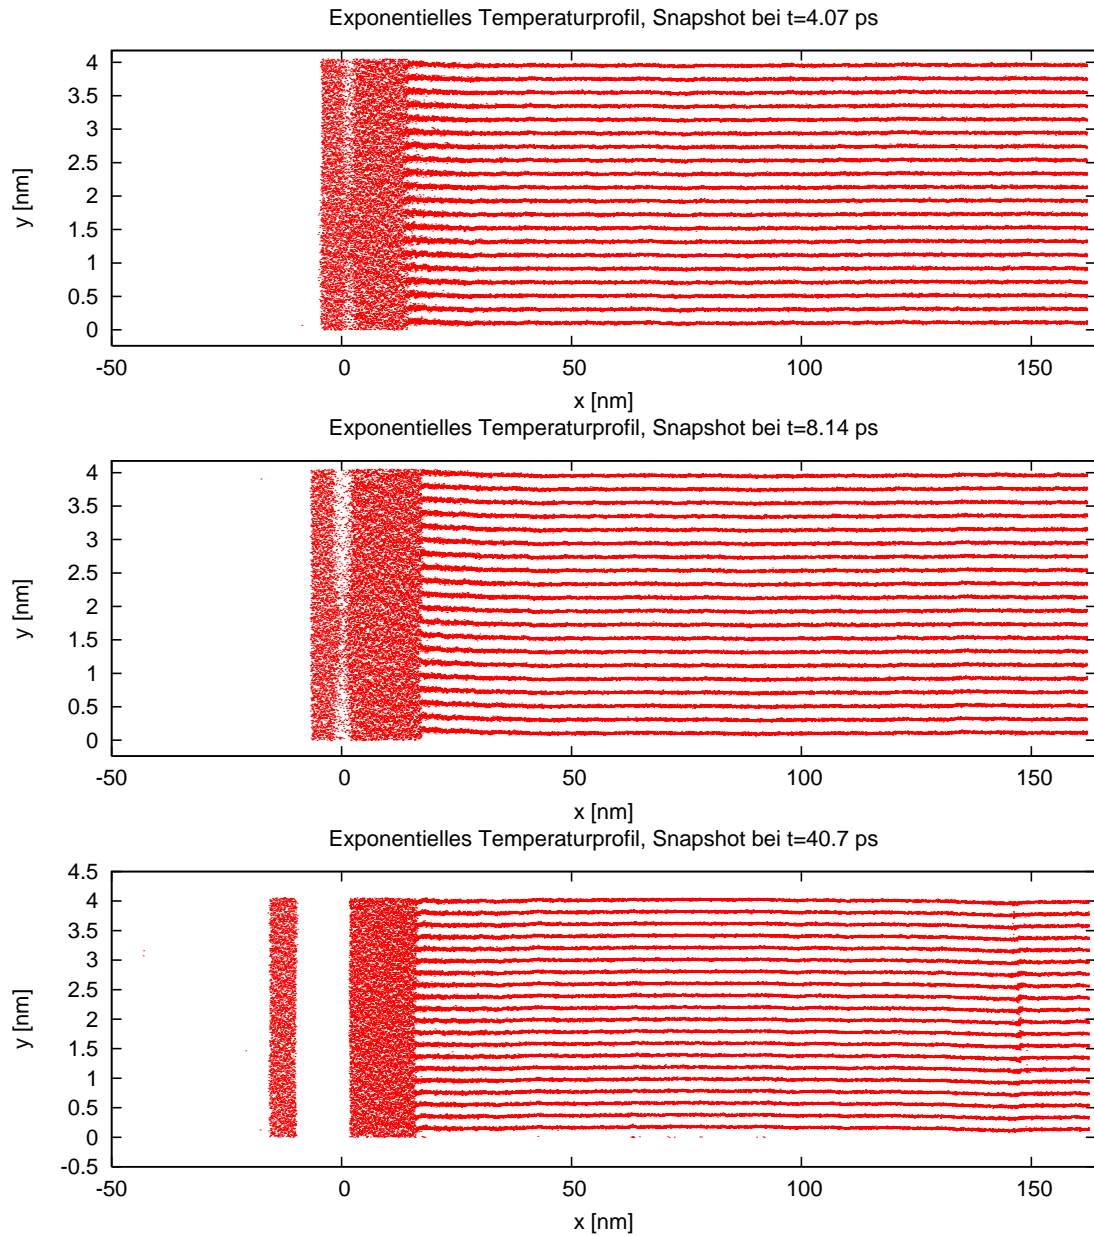 Exponentielles Temperaturprofil, Snapshot bei t=4.07 ps
4
3.5
3
2.5
2
1.5
1
0.5
0
y [nm]
-50 0 50 100 150
x [nm]
Exponentielles Temperaturprofil, Snapshot bei t=8.14 ps
4
3.5
3
2.5
2
1.5
1
0.5
0
y [nm]
-50 0 50 100 150
x [nm]
Exponentielles Temperaturprofil, Snapshot bei t=40.7 ps
4.5
4
3.5
3
2.5
2
1.5
1
0.5
0
-0.5
y [nm]
-50 0 50 100 150
x [nm]